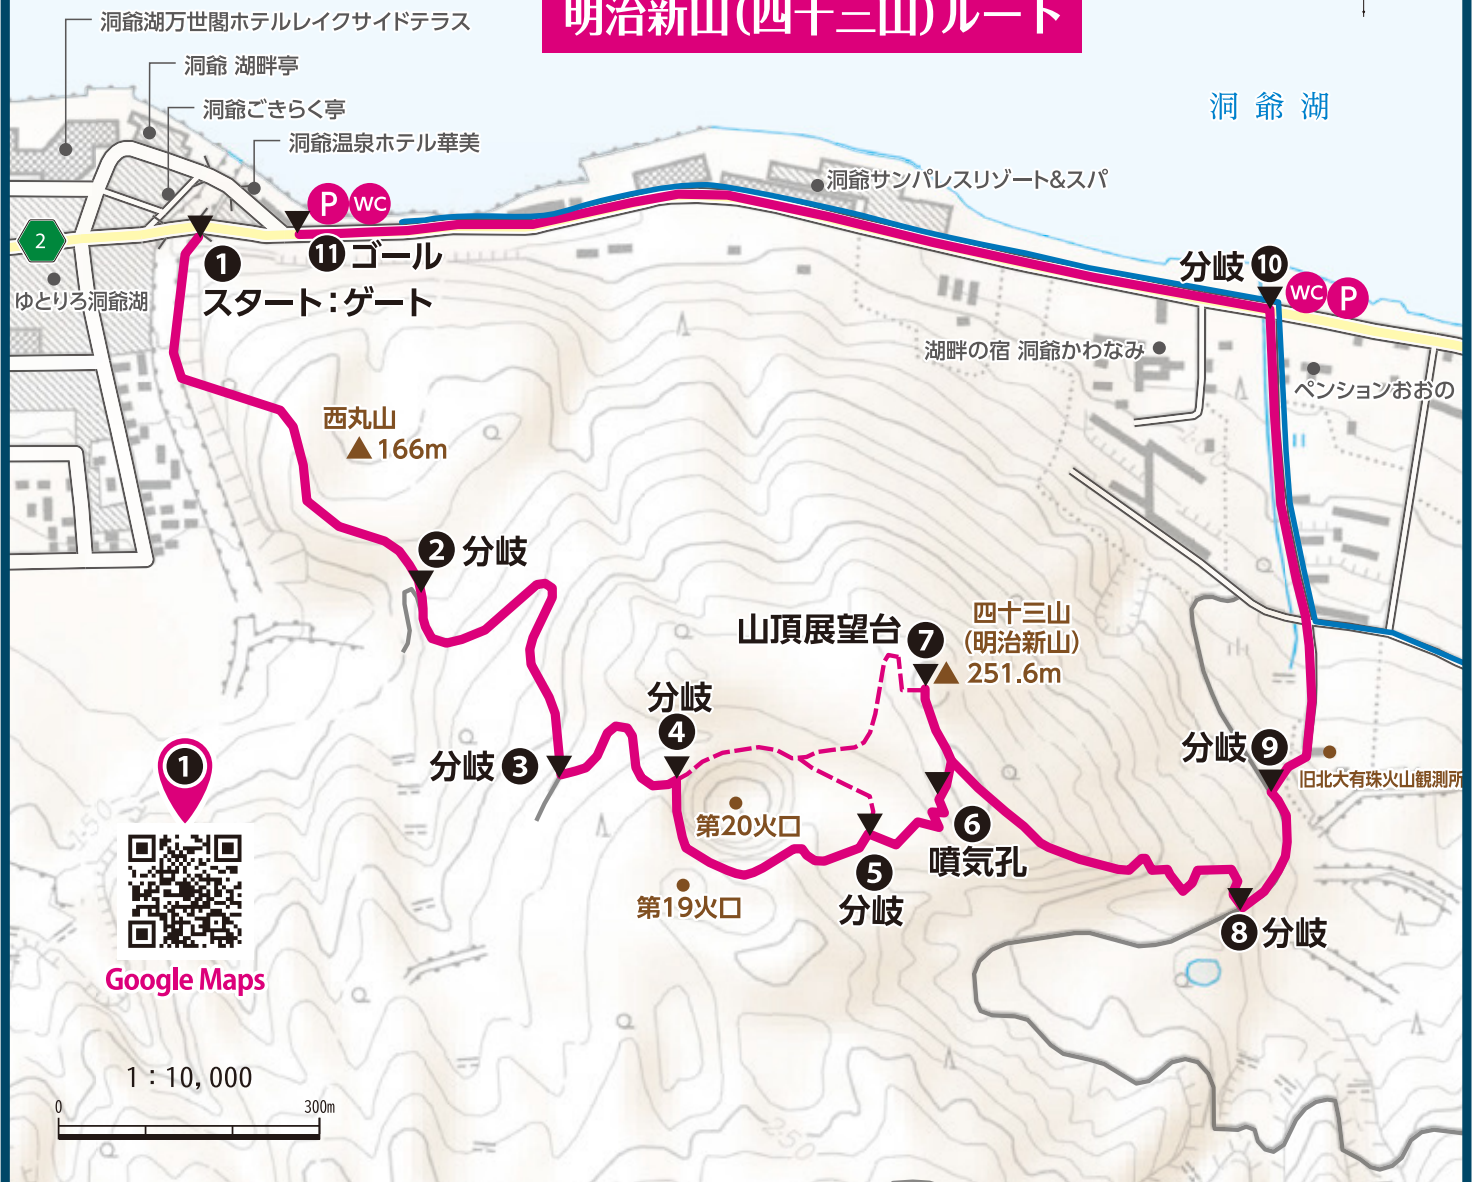 明治新山(四十三山)ルート
洞爺湖万世閣ホテルレイクサイドテラス
洞爺 湖畔亭
洞爺ごきらく亭
洞爺温泉ホテル華美
洞爺湖
洞爺サンパレスリゾート&スパ
P WC
2
1
スタート:ゲート
11 ゴール
分岐 10
WC P
ゆとりろ洞爺湖
湖畔の宿 洞爺かわなみ
ペンションおおの
西丸山
166m
2 分岐
山頂展望台 7
四十三山
(明治新山)
251.6m
分岐
4
分岐 3
分岐 9
旧北大有珠火山観測所
1
第20火口
6
噴気孔
5
分岐
第19火口
8 分岐
Google Maps
1:10,000
0 300m